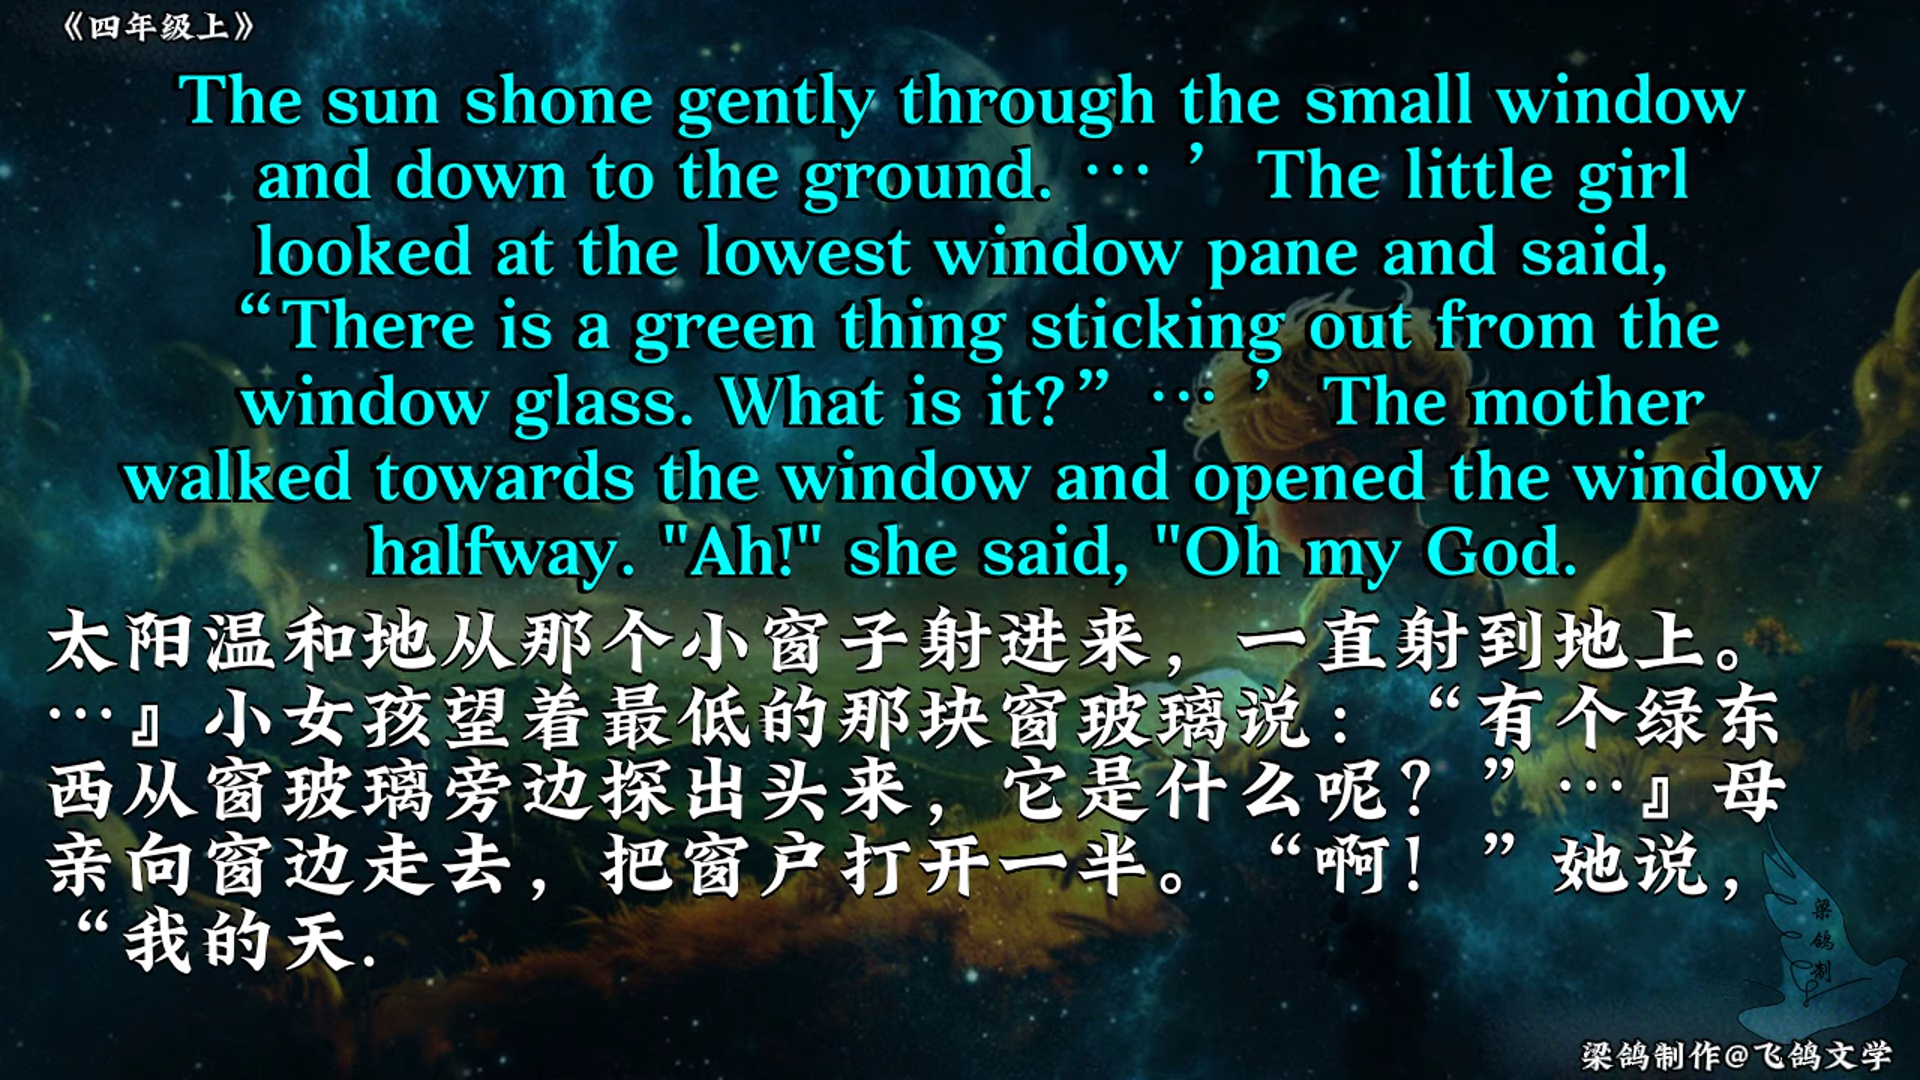 《四年级上》
The sun shone gently through the small window
and down to the ground. … ’ The little girl
looked at the lowest window pane and said,
“There is a green thing sticking out from the
window glass. What is it?” … ’ The mother
walked towards the window and opened the window
halfway. "Ah!" she said, "Oh my God.
太阳温和地从那个小窗子射进来，一直射到地上。
…』小女孩望着最低的那块窗玻璃说：“有个绿东
西从窗玻璃旁边探出头来，它是什么呢？”…』母
亲向窗边走去，把窗户打开一半。“啊！”她说，
“我的天.
梁鸽制
梁鸽制作@飞鸽文学